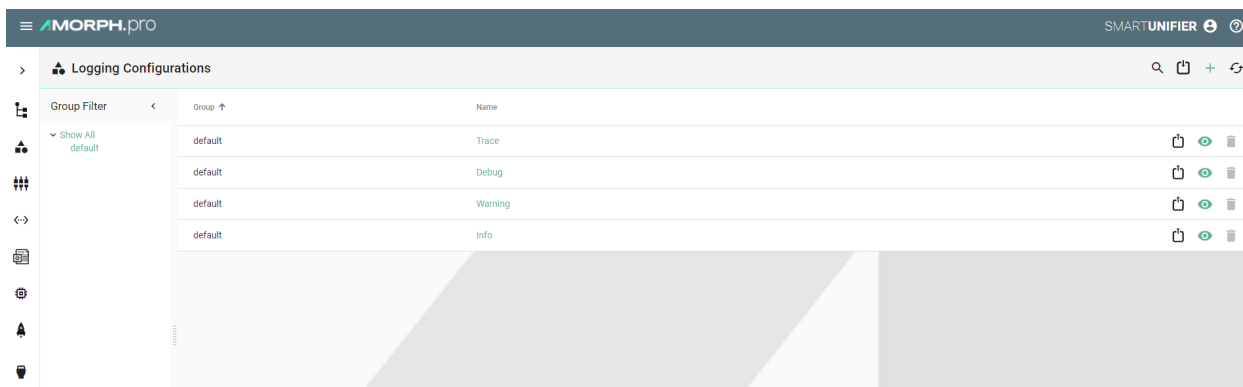 AMORPH.pro
SMARTUNIFIER
Logging Configurations
Group Filter
Show All
default
Group
Name
default
Trace
default
Debug
default
Warning
default
Info